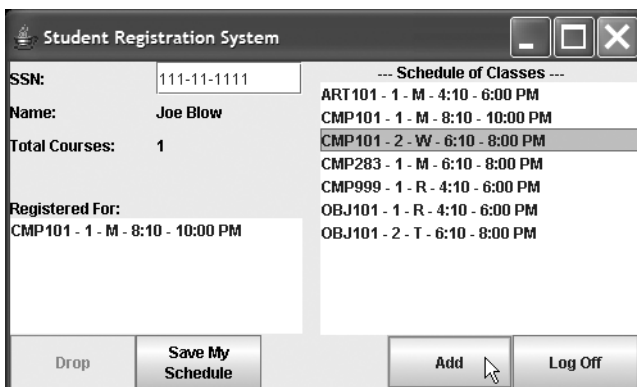 Student Registration System
SSN: 111-11-1111
Name: Joe Blow
Total Courses: 1
Registered For:
CMP101 - 1 - M - 8:10 - 10:00 PM
--- Schedule of Classes ---
ART101 - 1 - M - 4:10 - 6:00 PM
CMP101 - 1 - M - 8:10 - 10:00 PM
CMP101 - 2 - W - 6:10 - 8:00 PM
CMP283 - 1 - M - 6:10 - 8:00 PM
CMP999 - 1 - R - 4:10 - 6:00 PM
OBJ101 - 1 - R - 4:10 - 6:00 PM
OBJ101 - 2 - T - 6:10 - 8:00 PM
Drop
Save My
Schedule
Add
Log Off